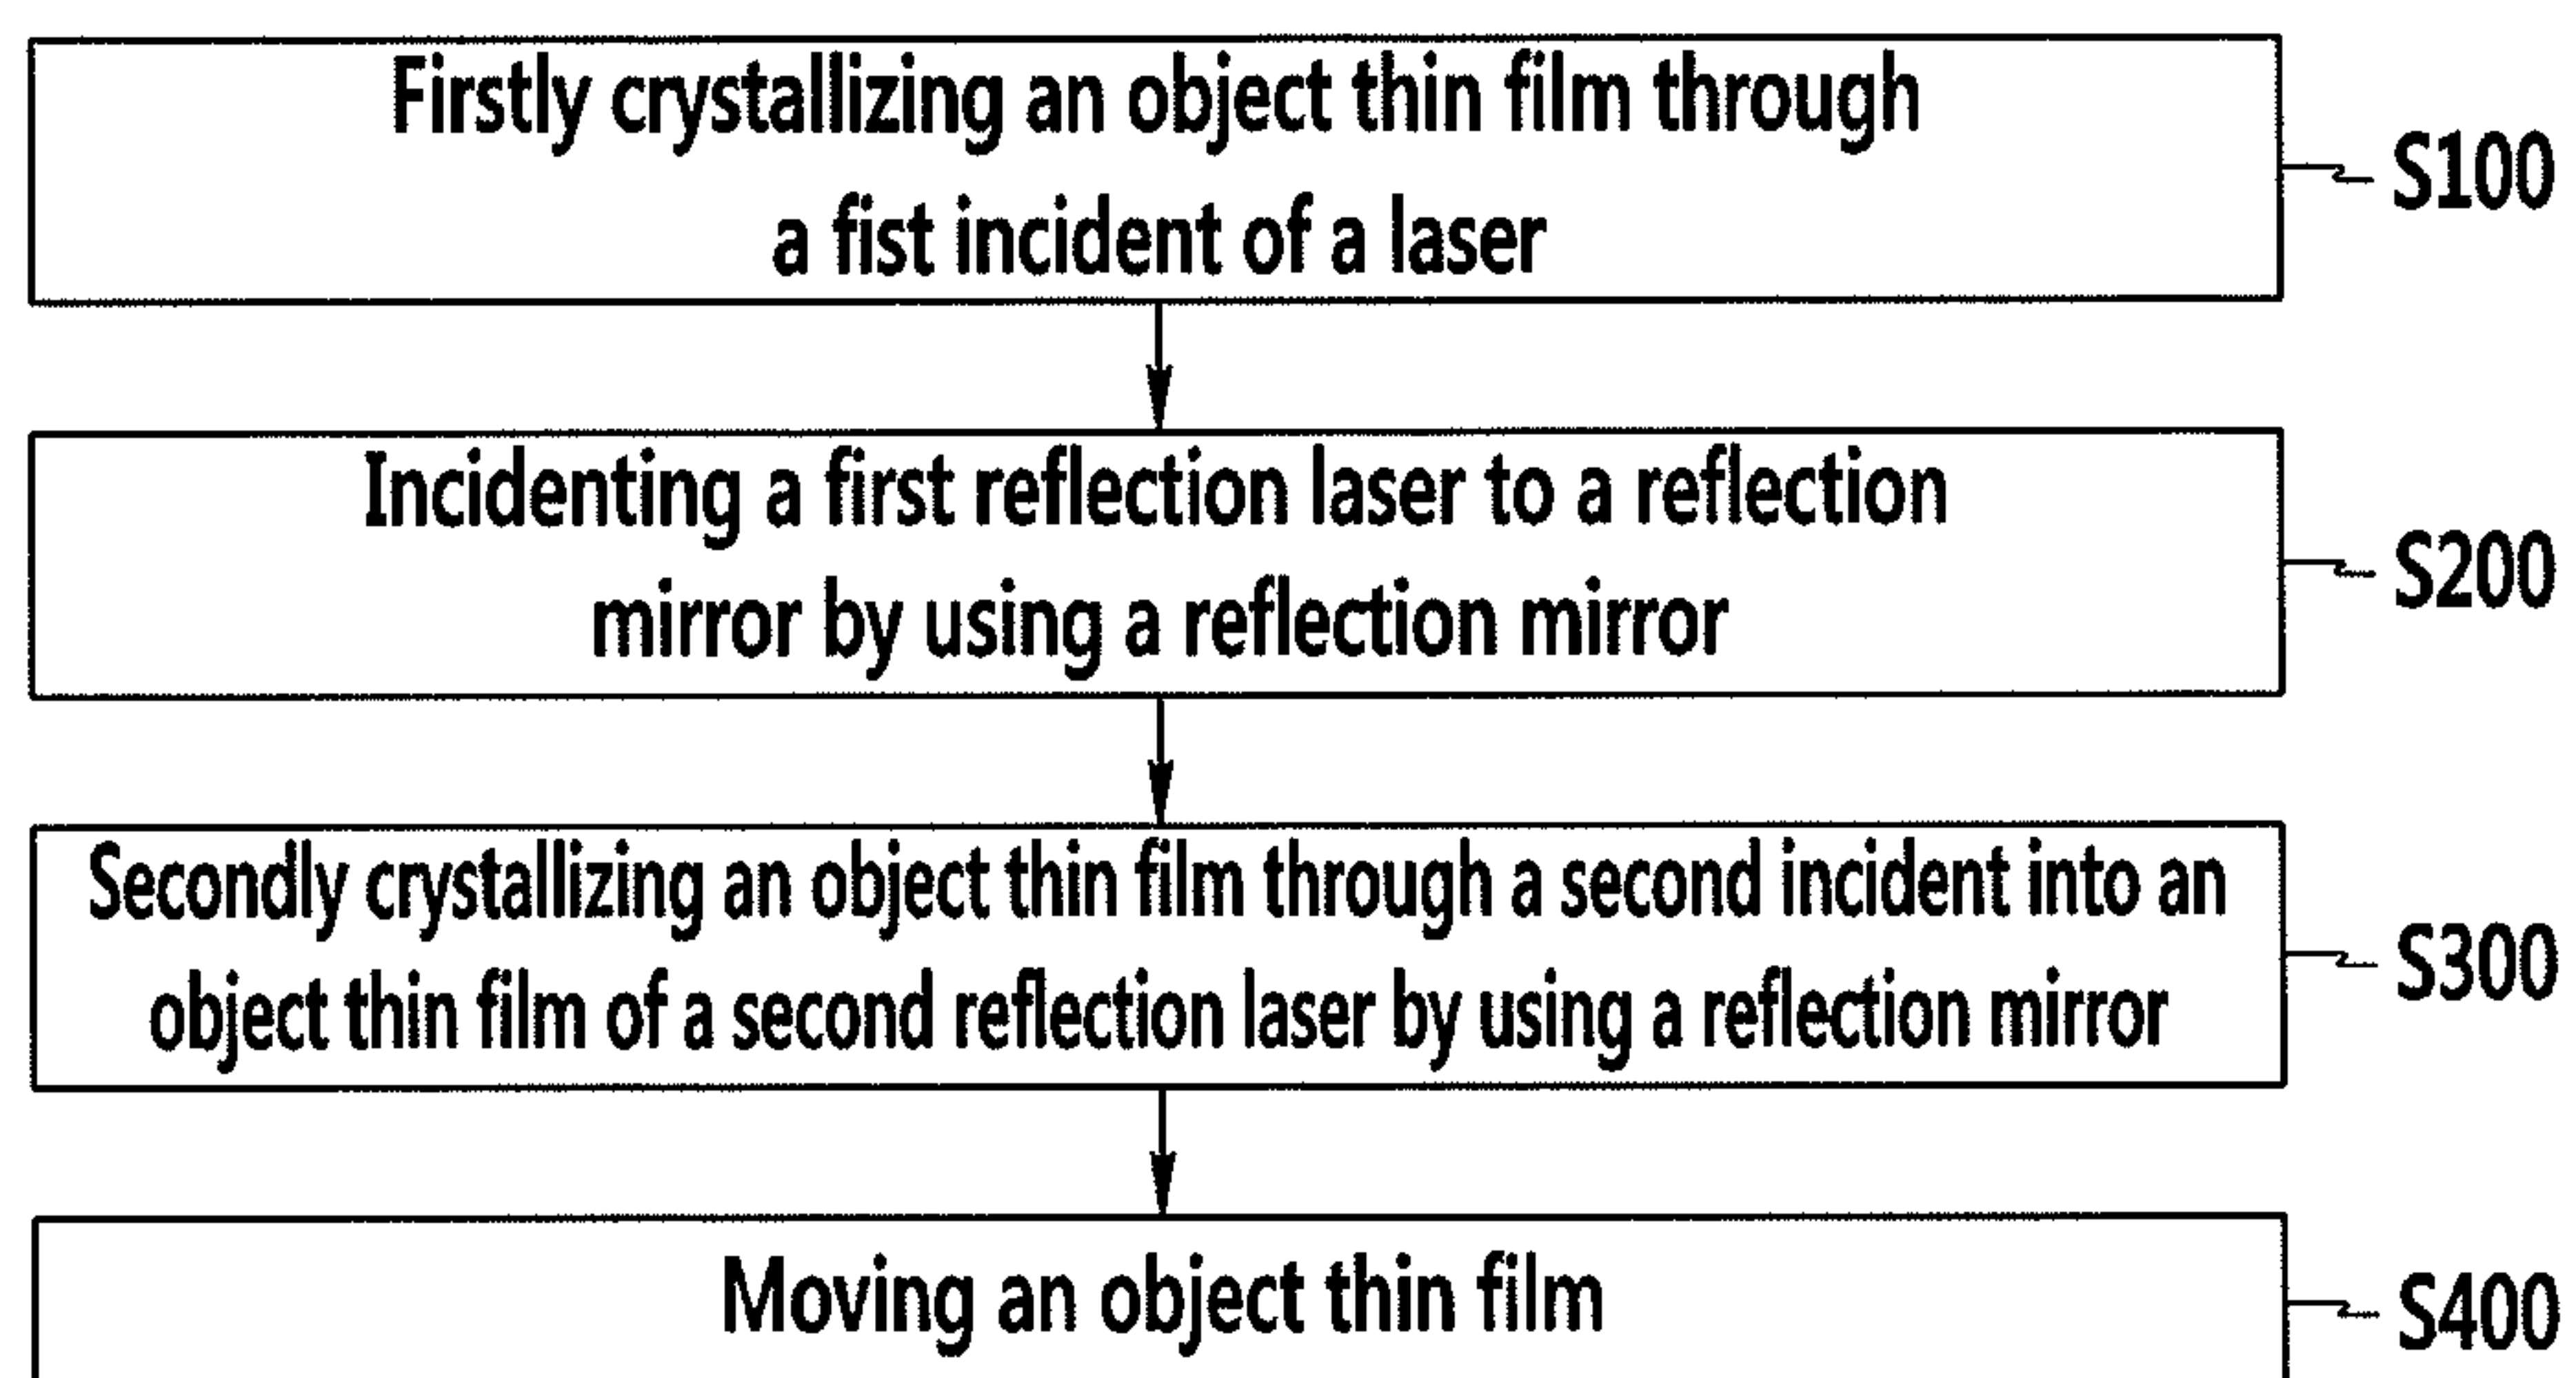 Firstly crystallizing an object thin film through
a fist incident of a laser
S100
Incidenting a first reflection laser to a reflection
mirror by using a reflection mirror
S200
Secondly crystallizing an object thin film through a second incident into an
object thin film of a second reflection laser by using a reflection mirror
S300
Moving an object thin film
S400